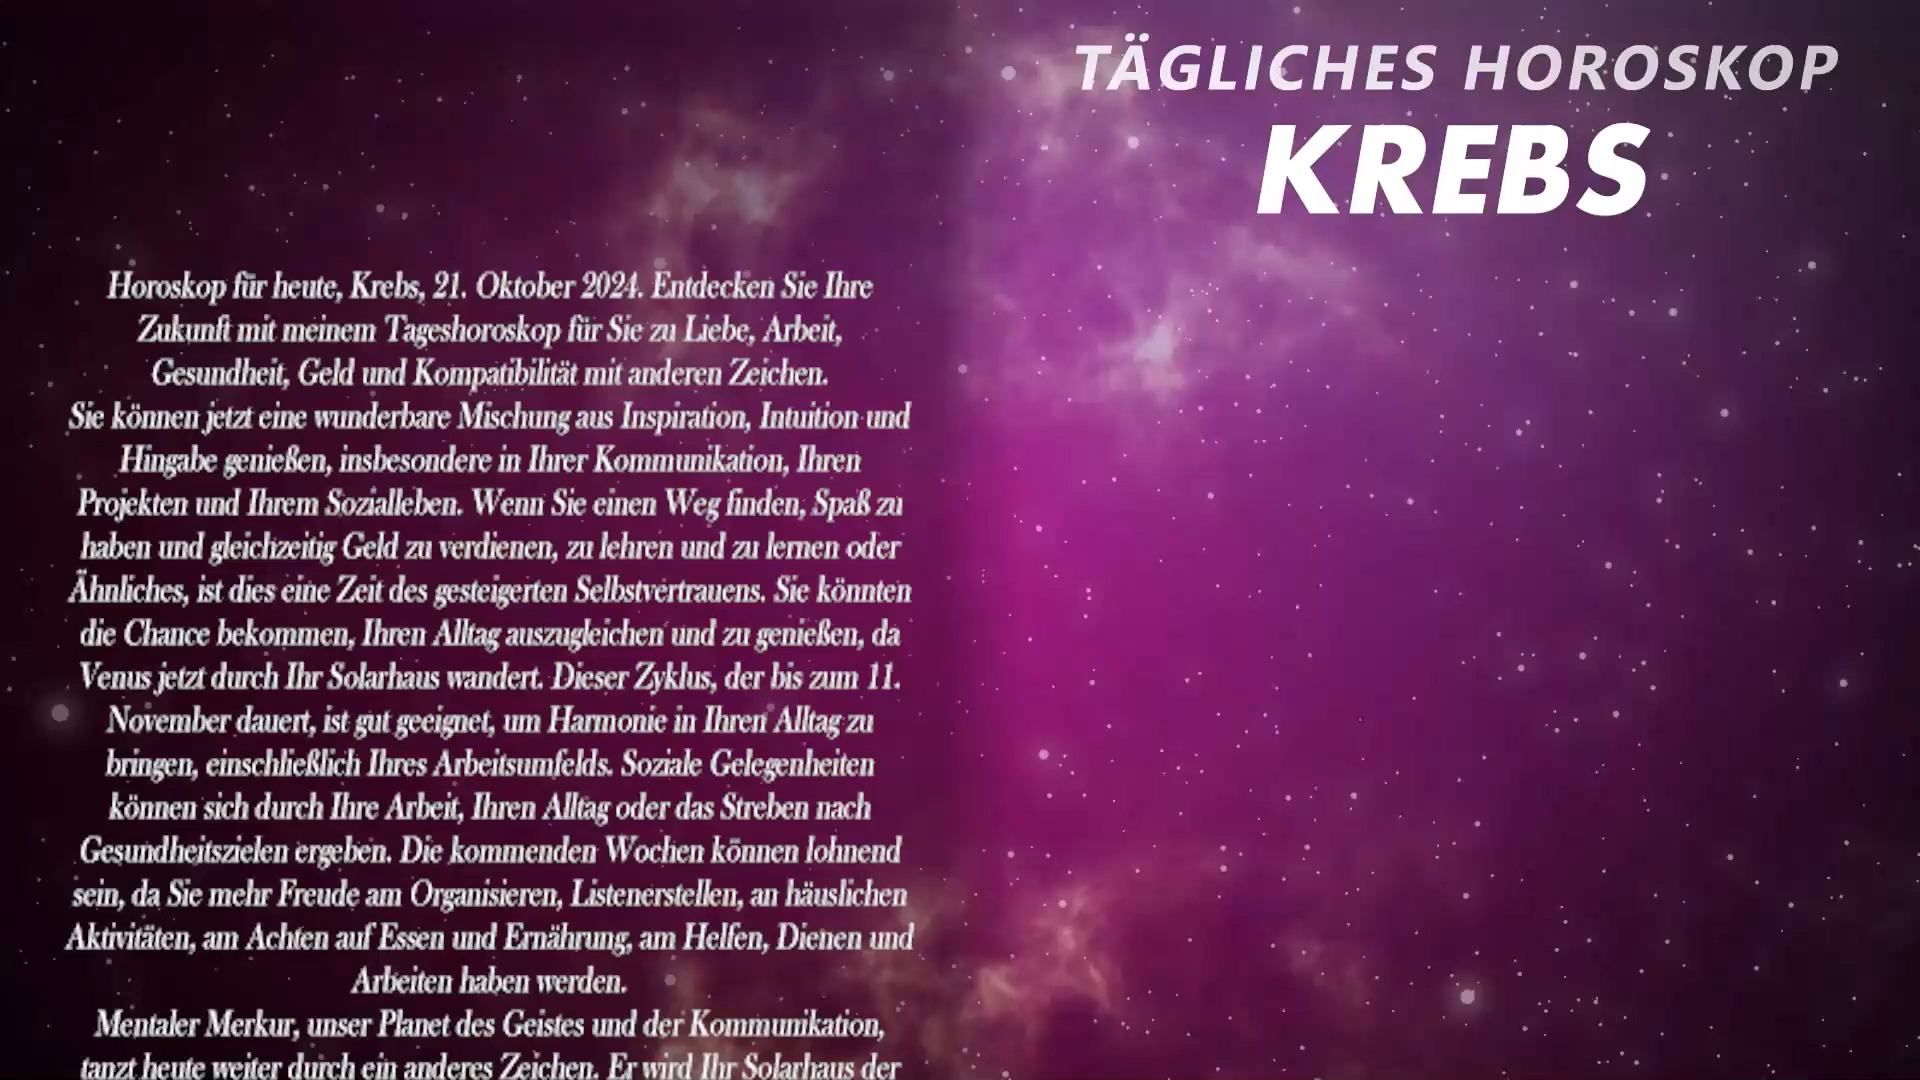 TÄGLICHES HOROSKOP
KREBS
Horoskop für heute, Krebs, 21. Oktober 2024. Entdecken Sie Ihre
Zukunft mit meinem Tageshoroskop für Sie zu Liebe, Arbeit,
Gesundheit, Geld und Kompatibilität mit anderen Zeichen.
Sie können jetzt eine wunderbare Mischung aus Inspiration, Intuition und
Hingabe genießen, insbesondere in Ihrer Kommunikation, Ihren
Projekten und Ihrem Sozialleben. Wenn Sie einen Weg finden, Spaß zu
haben und gleichzeitig Geld zu verdienen, zu lehren und zu lernen oder
Ähnliches, ist dies eine Zeit des gesteigerten Selbstvertrauens. Sie könnten
die Chance bekommen, Ihren Alltag auszugleichen und zu genießen, da
Venus jetzt durch Ihr Solarhaus wandert. Dieser Zyklus, der bis zum 11.
November dauert, ist gut geeignet, um Harmonie in Ihren Alltag zu
bringen, einschließlich Ihres Arbeitsumfelds. Soziale Gelegenheiten
können sich durch Ihre Arbeit, Ihren Alltag oder das Streben nach
Gesundheitszielen ergeben. Die kommenden Wochen können lohnend
sein, da Sie mehr Freude am Organisieren, Listenerstellen, an häuslichen
Aktivitäten, am Achten auf Essen und Ernährung, am Helfen, Dienen und
Arbeiten haben werden.
Mentaler Merkur, unser Planet des Geistes und der Kommunikation,
tanzt heute weiter durch ein anderes Zeichen. Er wird Ihr Solarhaus der